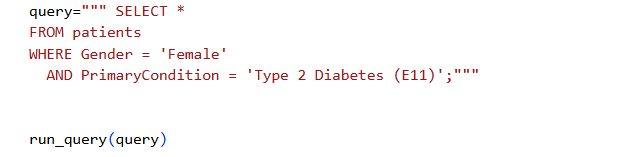 query=""" SELECT *
FROM patients
WHERE Gender = 'Female'
  AND PrimaryCondition = 'Type 2 Diabetes (E11)';"""
run_query(query)